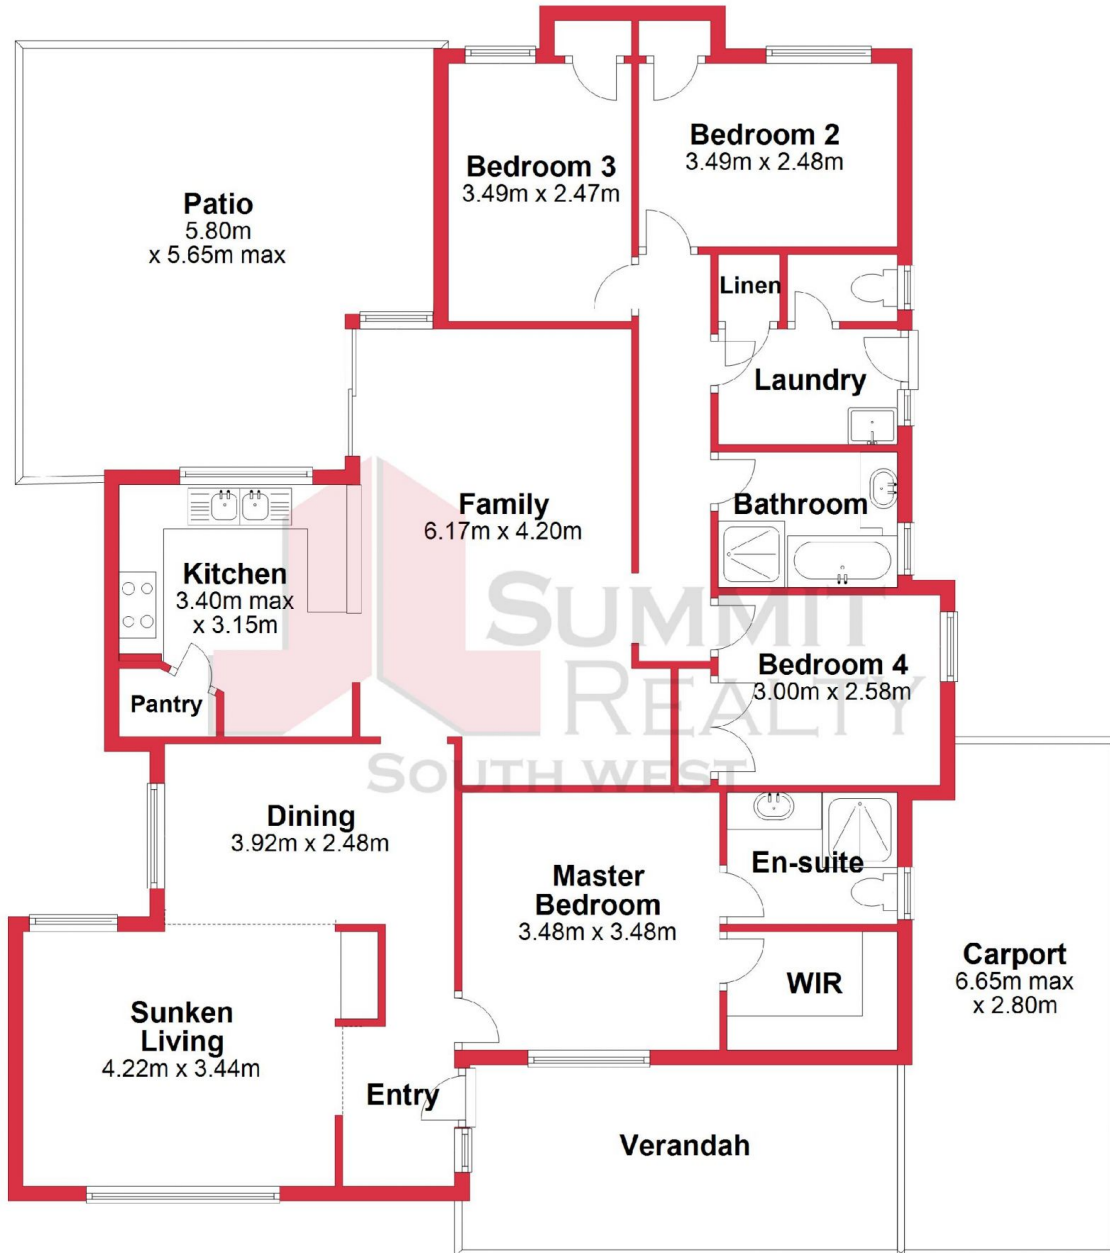 Bedroom 3
3.49m x 2.47m
Bedroom 2
3.49m x 2.48m
Patio
5.80m
x 5.65m max
Linen
Laundry
Family
6.17m x 4.20m
Bathroom
Kitchen
3.40m max
x 3.15m
Pantry
Bedroom 4
3.00m x 2.58m
SUMMIT
REALTY
SOUTH WEST
Dining
3.92m x 2.48m
Master
Bedroom
3.48m x 3.48m
En-suite
WIR
Carport
6.65m max
x 2.80m
Sunken
Living
4.22m x 3.44m
Entry
Verandah